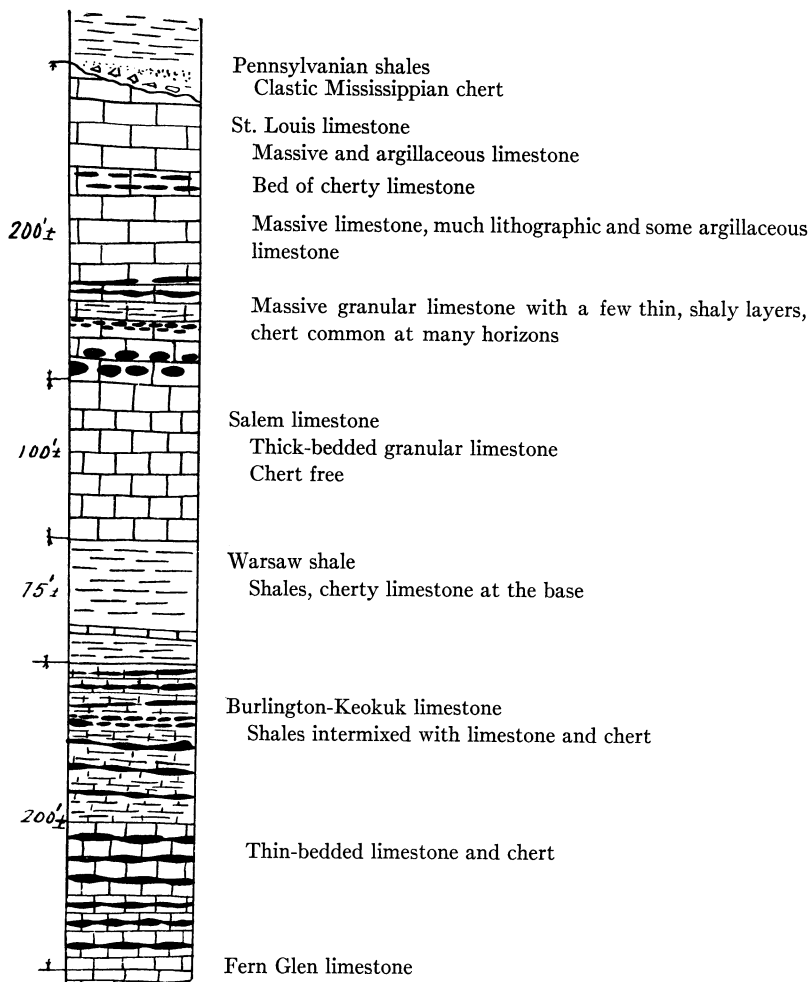 Pennsylvanian shales
Clastic Mississippian chert
St. Louis limestone
Massive and argillaceous limestone
Bed of cherty limestone
200'±
Massive limestone, much lithographic and some argillaceous
limestone
Massive granular limestone with a few thin, shaly layers,
chert common at many horizons
Salem limestone
100'±
Thick-bedded granular limestone
Chert free
Warsaw shale
75'±
Shales, cherty limestone at the base
Burlington-Keokuk limestone
Shales intermixed with limestone and chert
200'±
Thin-bedded limestone and chert
Fern Glen limestone